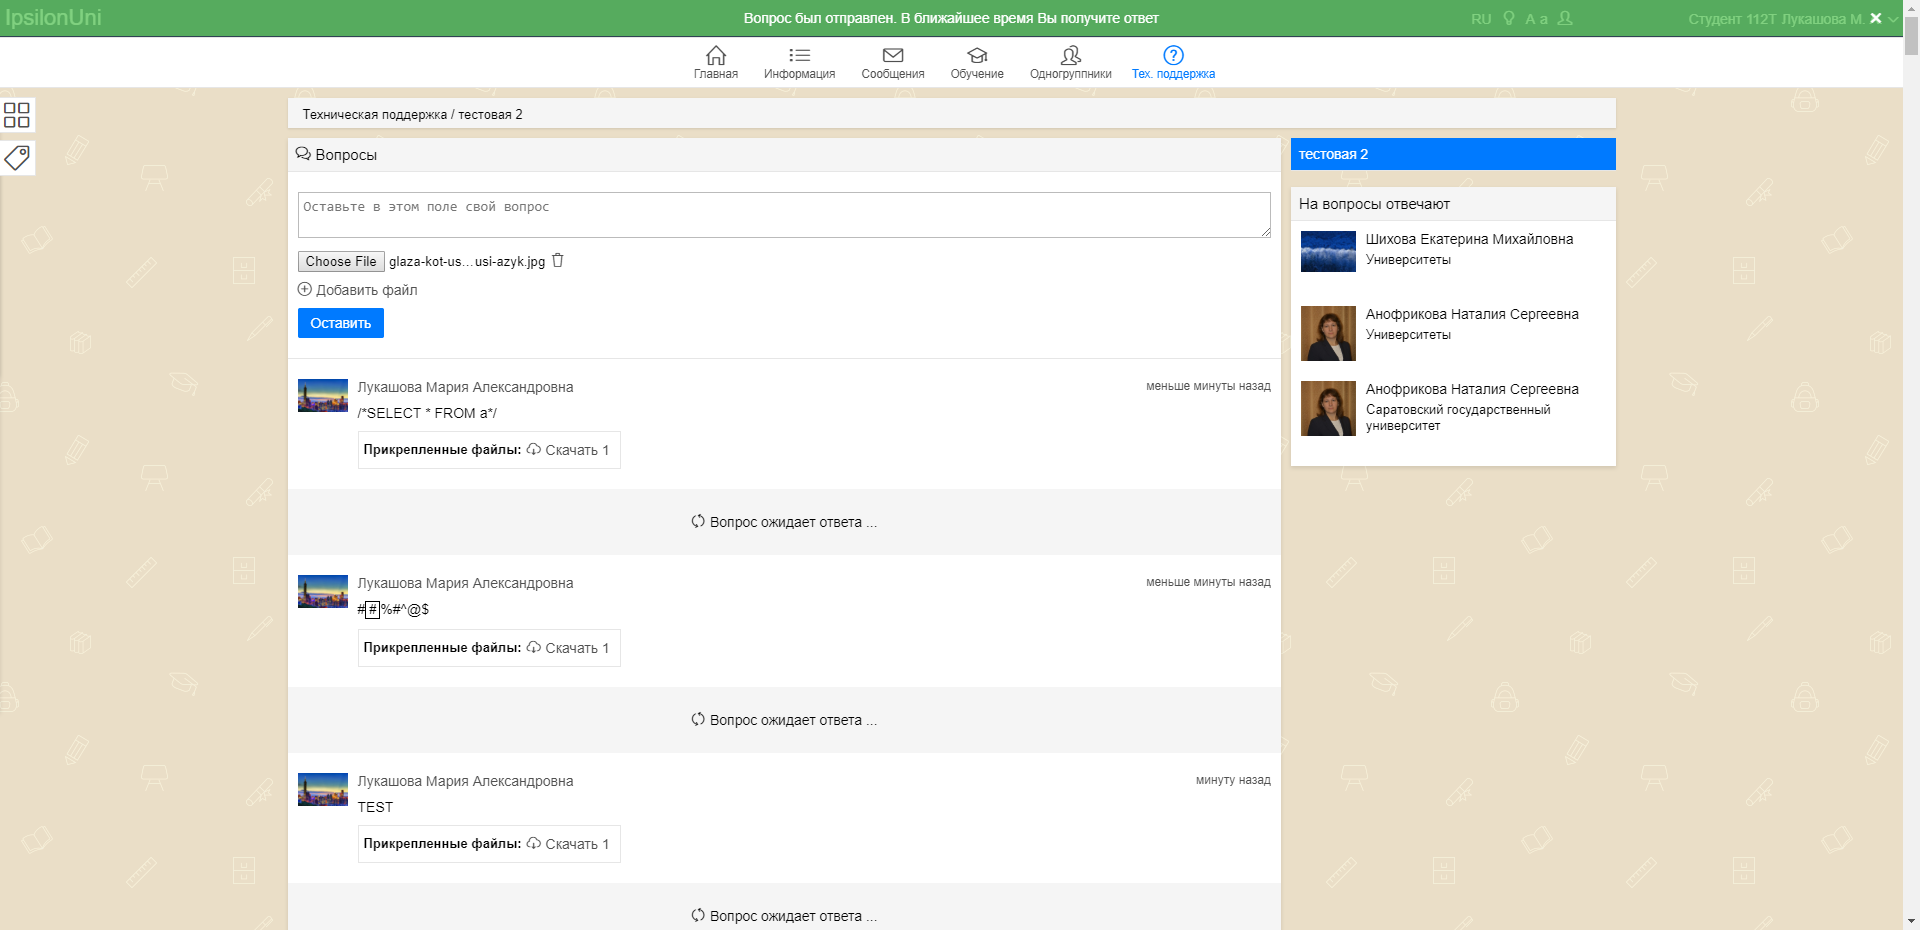 IpsilonUni
Вопрос был отправлен. В ближайшее время Вы получите ответ
RU
A a
Студент 112Т Лукашова М.
Главная
Информация
Сообщения
Обучение
Одногруппники
Тех. поддержка
Техническая поддержка / тестовая 2
Вопросы
Оставьте в этом поле свой вопрос
Choose File glaza-kot-us…usi-azyk.jpg
Добавить файл
Оставить
Лукашова Мария Александровна
меньше минуты назад
/*SELECT * FROM a*/
Прикрепленные файлы: Скачать 1
Вопрос ожидает ответа ...
Лукашова Мария Александровна
меньше минуты назад
##%#^@$
Прикрепленные файлы: Скачать 1
Вопрос ожидает ответа ...
Лукашова Мария Александровна
минуту назад
TEST
Прикрепленные файлы: Скачать 1
Вопрос ожидает ответа ...
тестовая 2
На вопросы отвечают
Шихова Екатерина Михайловна
Университеты
Анофрикова Наталия Сергеевна
Университеты
Анофрикова Наталия Сергеевна
Саратовский государственный
университет